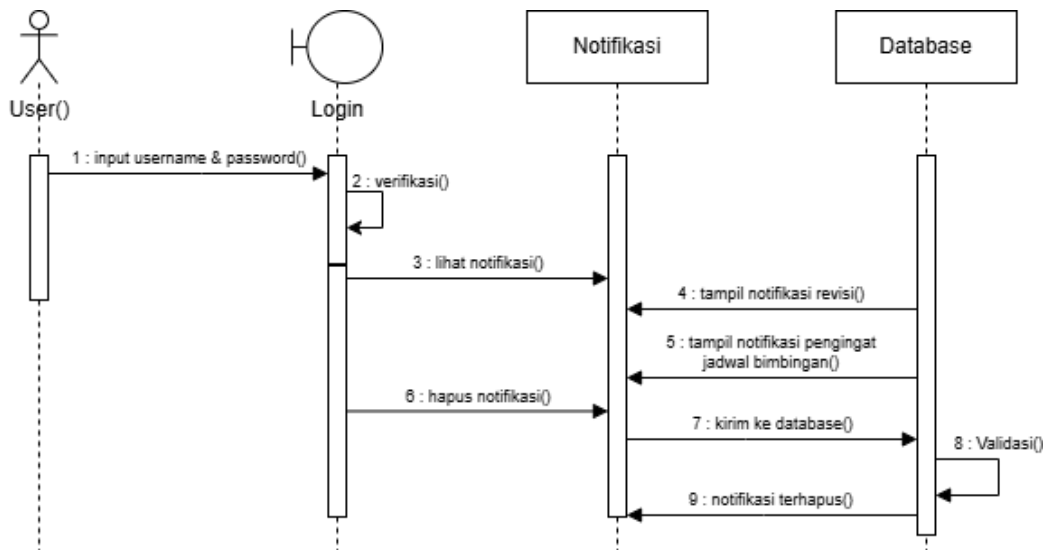 User()
Login
Notifikasi
Database
1 : input username & password()
2 : verifikasi()
3 : lihat notifikasi()
4 : tampil notifikasi revisi()
5 : tampil notifikasi pengingat
jadwal bimbingan()
6 : hapus notifikasi()
7 : kirim ke database()
8 : Validasi()
9 : notifikasi terhapus()